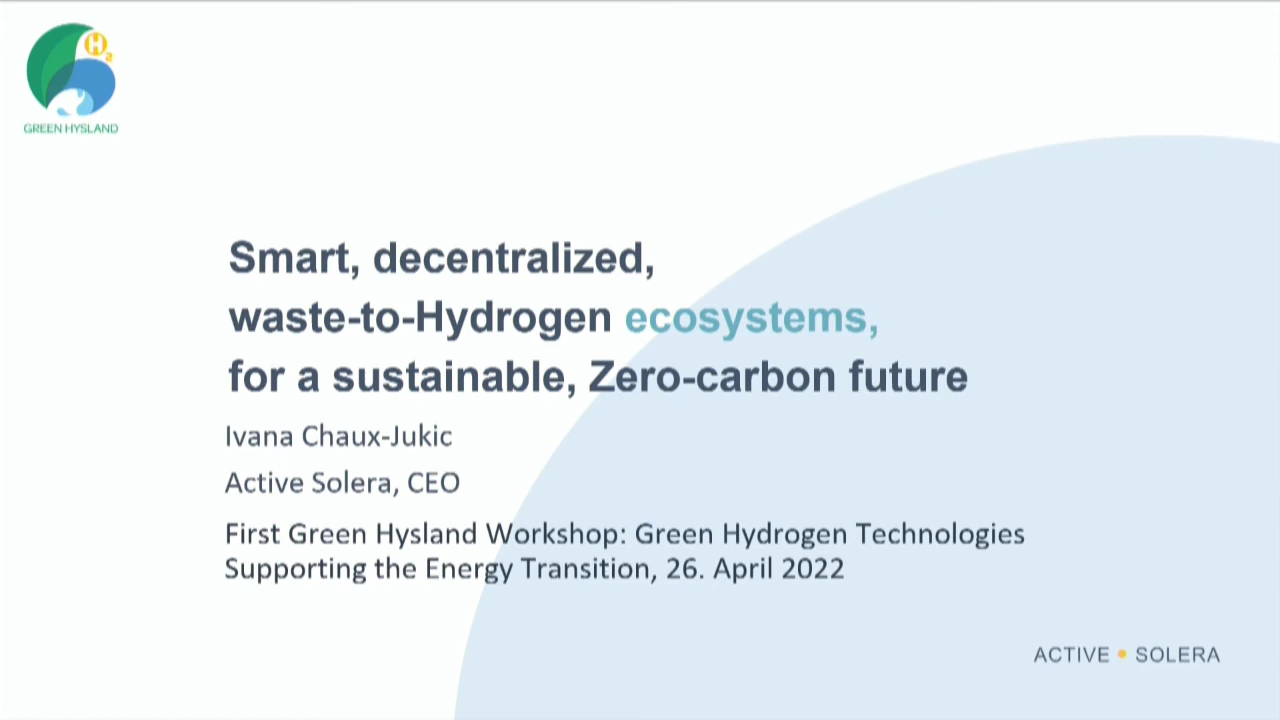 H2
GREEN HYSLAND
Smart, decentralized,
waste-to-Hydrogen ecosystems,
for a sustainable, Zero-carbon future
Ivana Chaux-Jukic
Active Solera, CEO
First Green Hysland Workshop: Green Hydrogen Technologies
Supporting the Energy Transition, 26. April 2022
ACTIVE • SOLERA